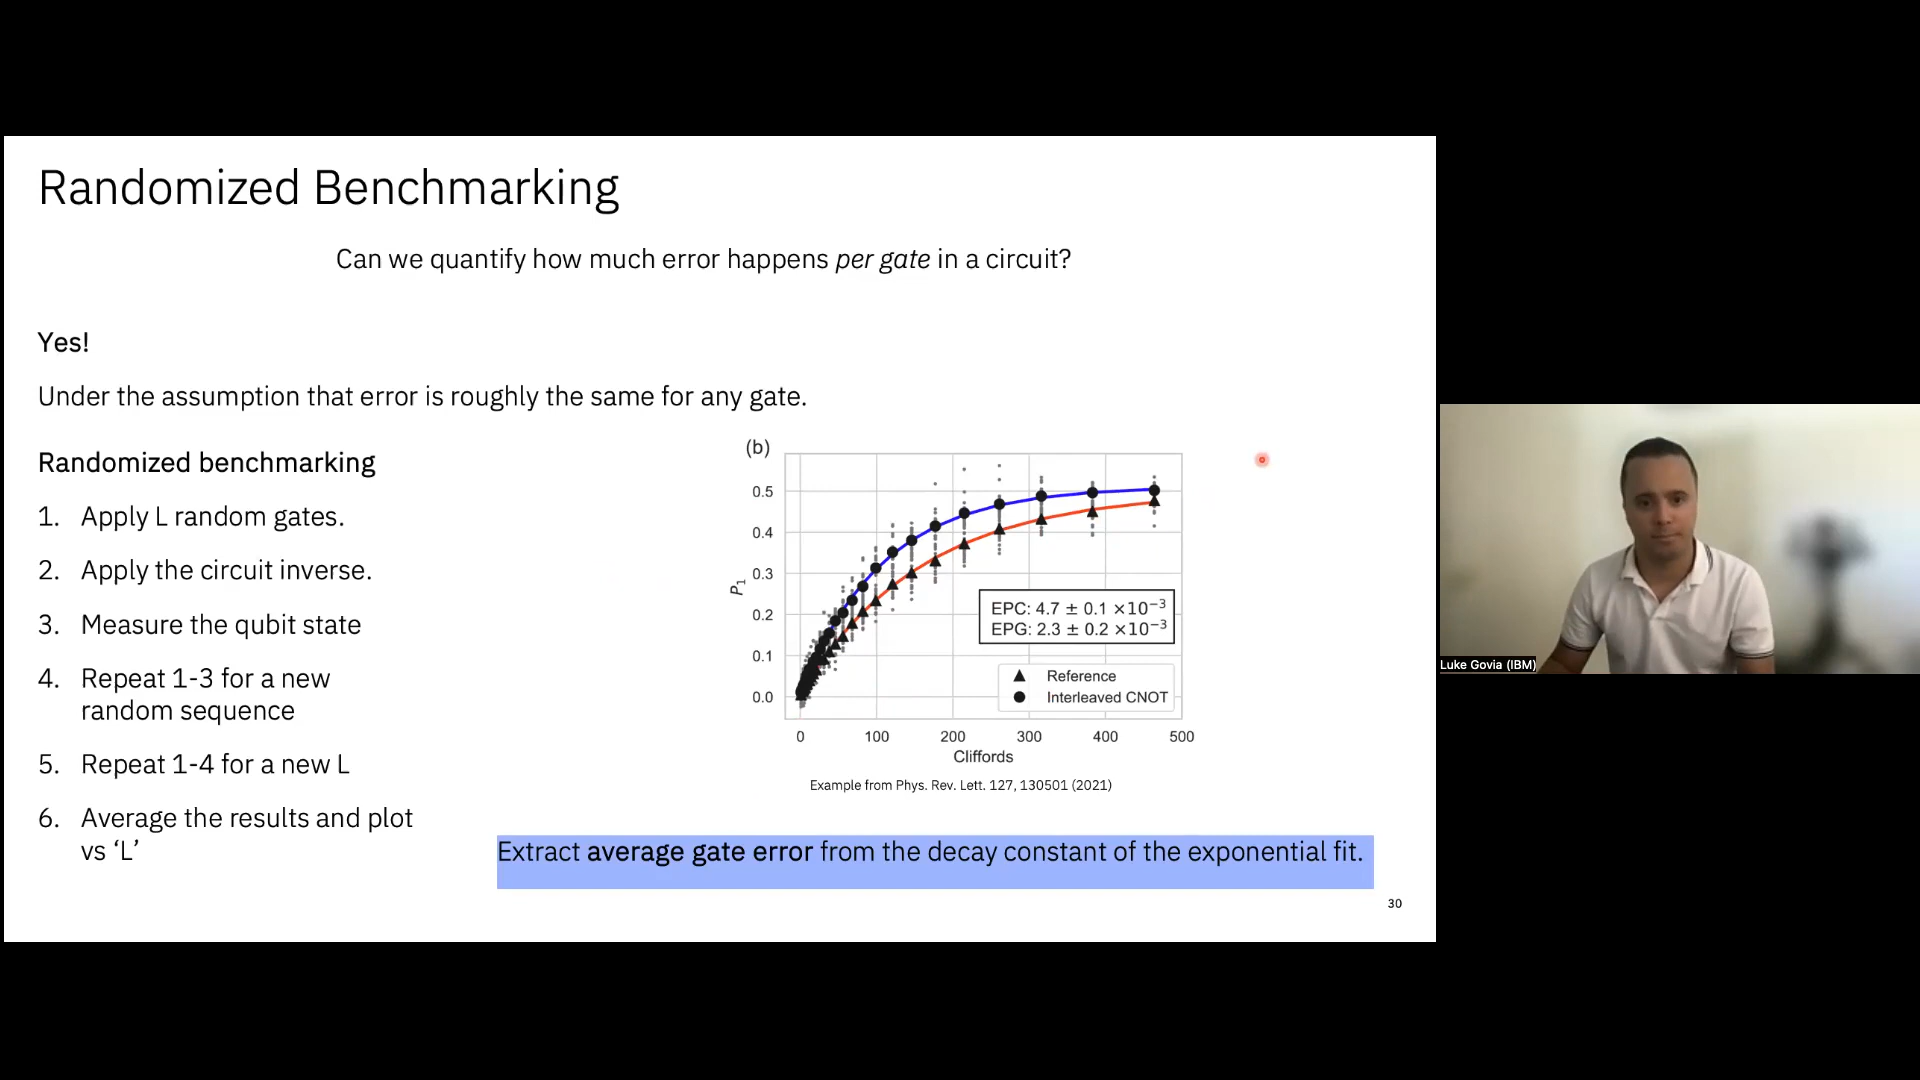 Randomized Benchmarking
Can we quantify how much error happens per gate in a circuit?
Yes!
Under the assumption that error is roughly the same for any gate.
Randomized benchmarking
1. Apply L random gates.
2. Apply the circuit inverse.
3. Measure the qubit state
4. Repeat 1-3 for a new
random sequence
5. Repeat 1-4 for a new L
6. Average the results and plot
vs ‘L’
(b)
P₁
0.5
0.4
0.3
0.2
0.1
0.0
EPC: 4.7 ± 0.1 ×10⁻³
EPG: 2.3 ± 0.2 ×10⁻³
Reference
Interleaved CNOT
0 100 200 300 400 500
Cliffords
Example from Phys. Rev. Lett. 127, 130501 (2021)
Extract average gate error from the decay constant of the exponential fit.
30
Luke Govia (IBM)